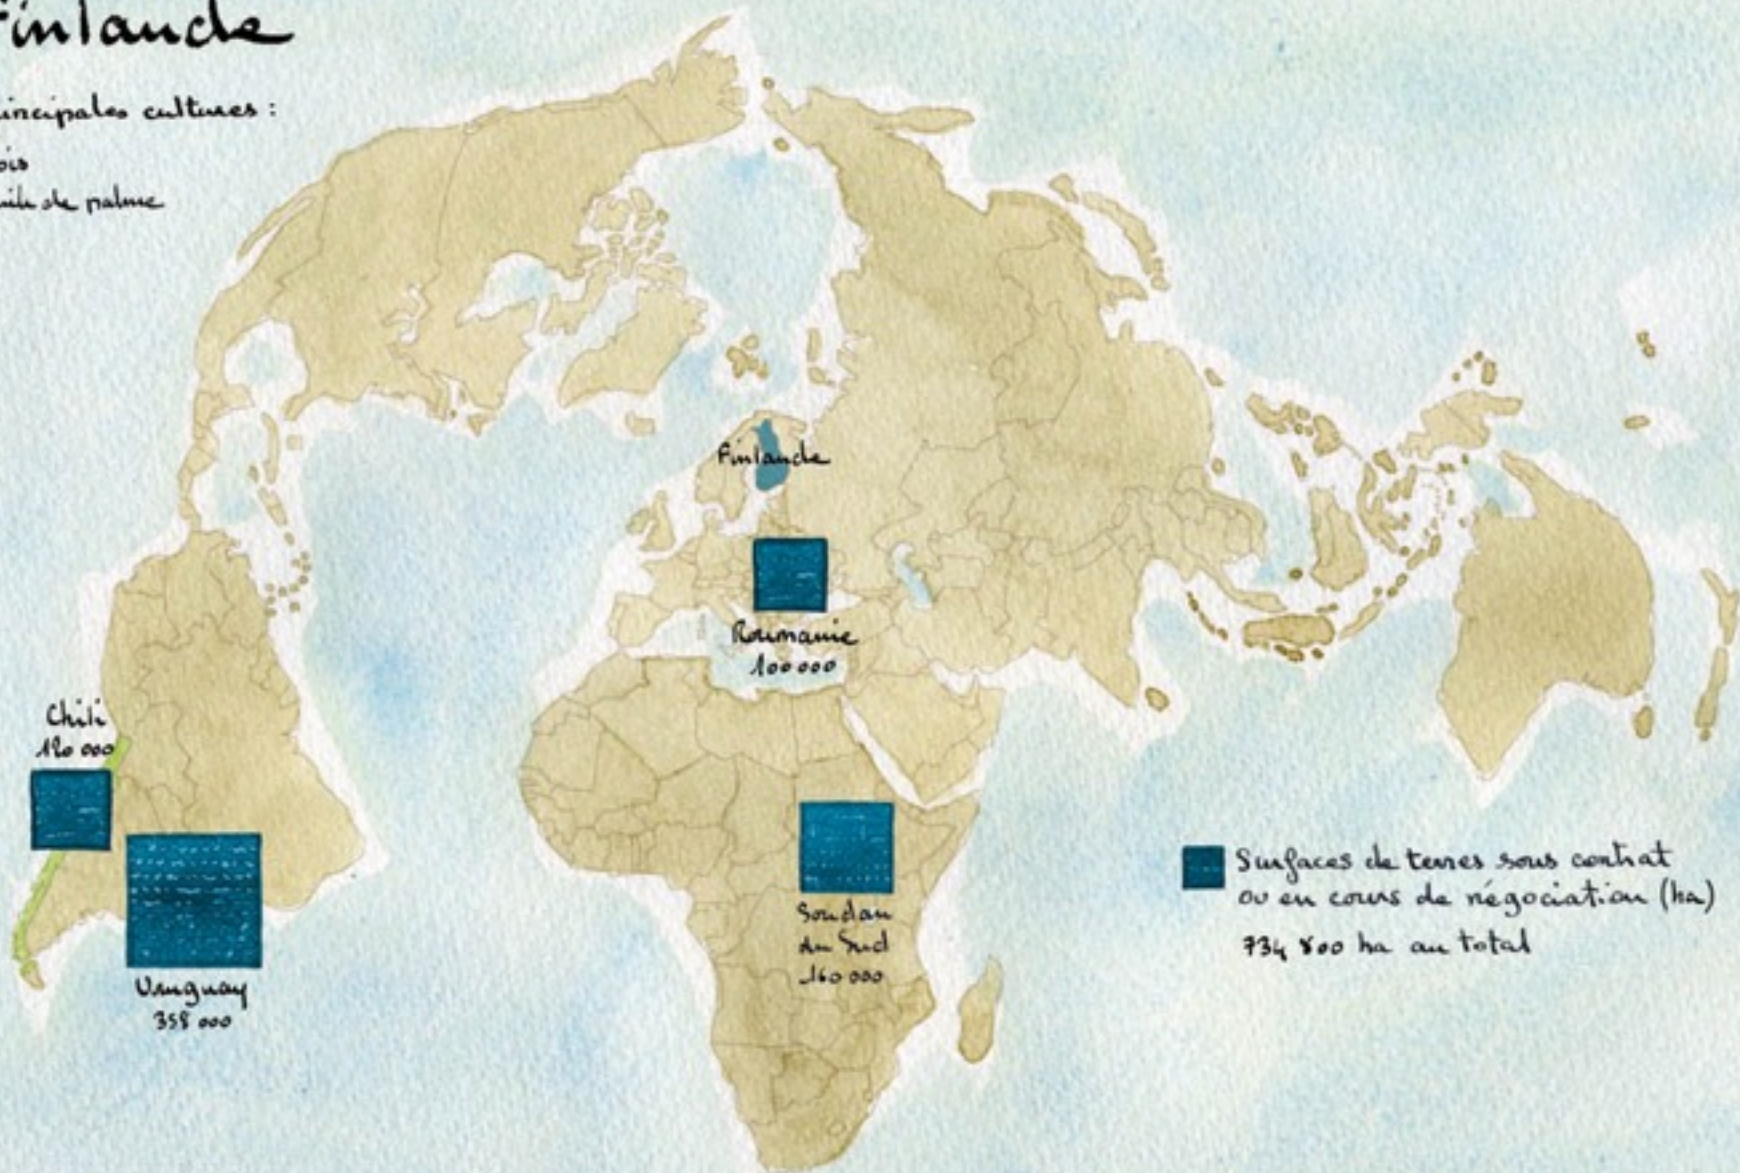 Finlande
incipales cultures :
ois
uile de palme
Finlande
Roumanie
100 000
Chili
120 000
Soudan
du Sud
160 000
Uruguay
358 000
Surfaces de terres sous contrat
ou en cours de négociation (ha)
734 800 ha au total